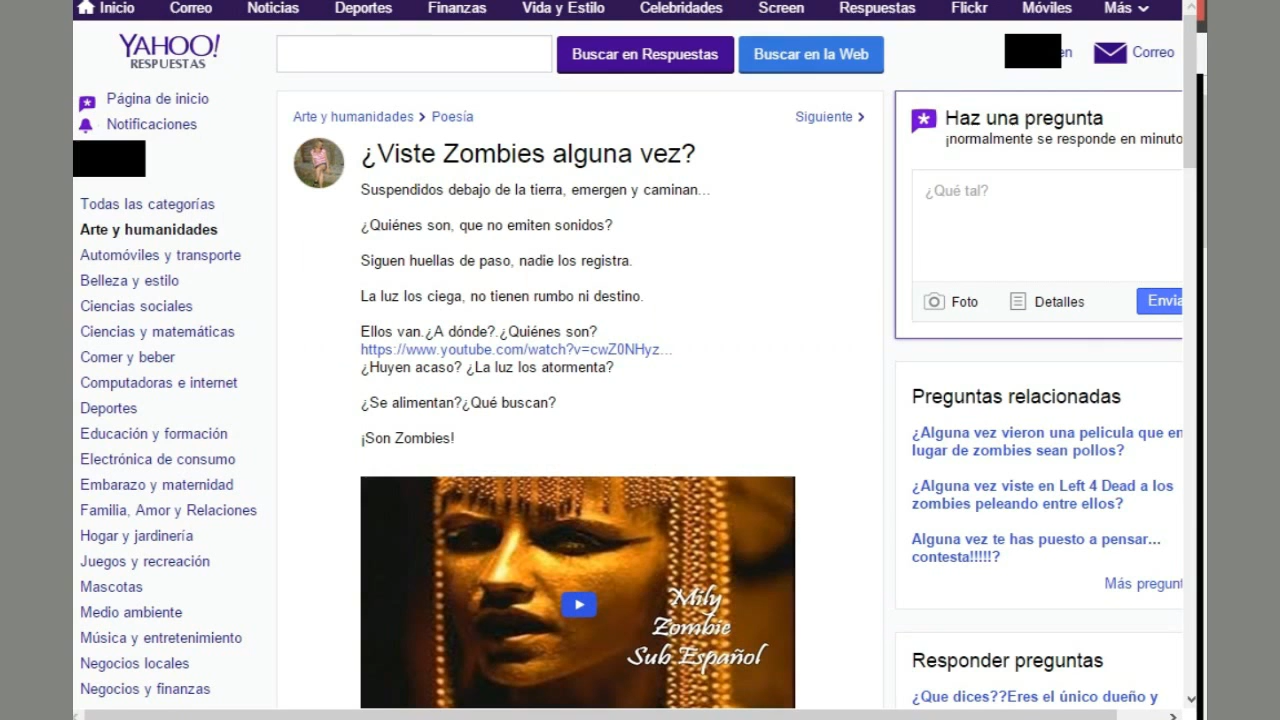 Inicio Correo Noticias Deportes Finanzas Vida y Estilo Celebridades Screen Respuestas Flickr Móviles Más
YAHOO!
RESPUESTAS
Buscar en Respuestas
Buscar en la Web
en
Correo
Página de inicio
Notificaciones
Todas las categorías
Arte y humanidades
Automóviles y transporte
Belleza y estilo
Ciencias sociales
Ciencias y matemáticas
Comer y beber
Computadoras e internet
Deportes
Educación y formación
Electrónica de consumo
Embarazo y maternidad
Familia, Amor y Relaciones
Hogar y jardinería
Juegos y recreación
Mascotas
Medio ambiente
Música y entretenimiento
Negocios locales
Negocios y finanzas
Arte y humanidades > Poesía
Siguiente >
¿Viste Zombies alguna vez?
Suspendidos debajo de la tierra, emergen y caminan...
¿Quiénes son, que no emiten sonidos?
Siguen huellas de paso, nadie los registra.
La luz los ciega, no tienen rumbo ni destino.
Ellos van.¿A dónde?.¿Quiénes son?
https://www.youtube.com/watch?v=cwZ0NHyz...
¿Huyen acaso? ¿La luz los atormenta?
¿Se alimentan?¿Qué buscan?
¡Son Zombies!
Mily
Zombie
Sub Español
Haz una pregunta
¡normalmente se responde en minuto
¿Qué tal?
Foto
Detalles
Envia
Preguntas relacionadas
¿Alguna vez vieron una pelicula que en
lugar de zombies sean pollos?
¿Alguna vez viste en Left 4 Dead a los
zombies peleando entre ellos?
Alguna vez te has puesto a pensar...
contesta!!!!!?
Más pregunt
Responder preguntas
¿Que dices??Eres el único dueño y